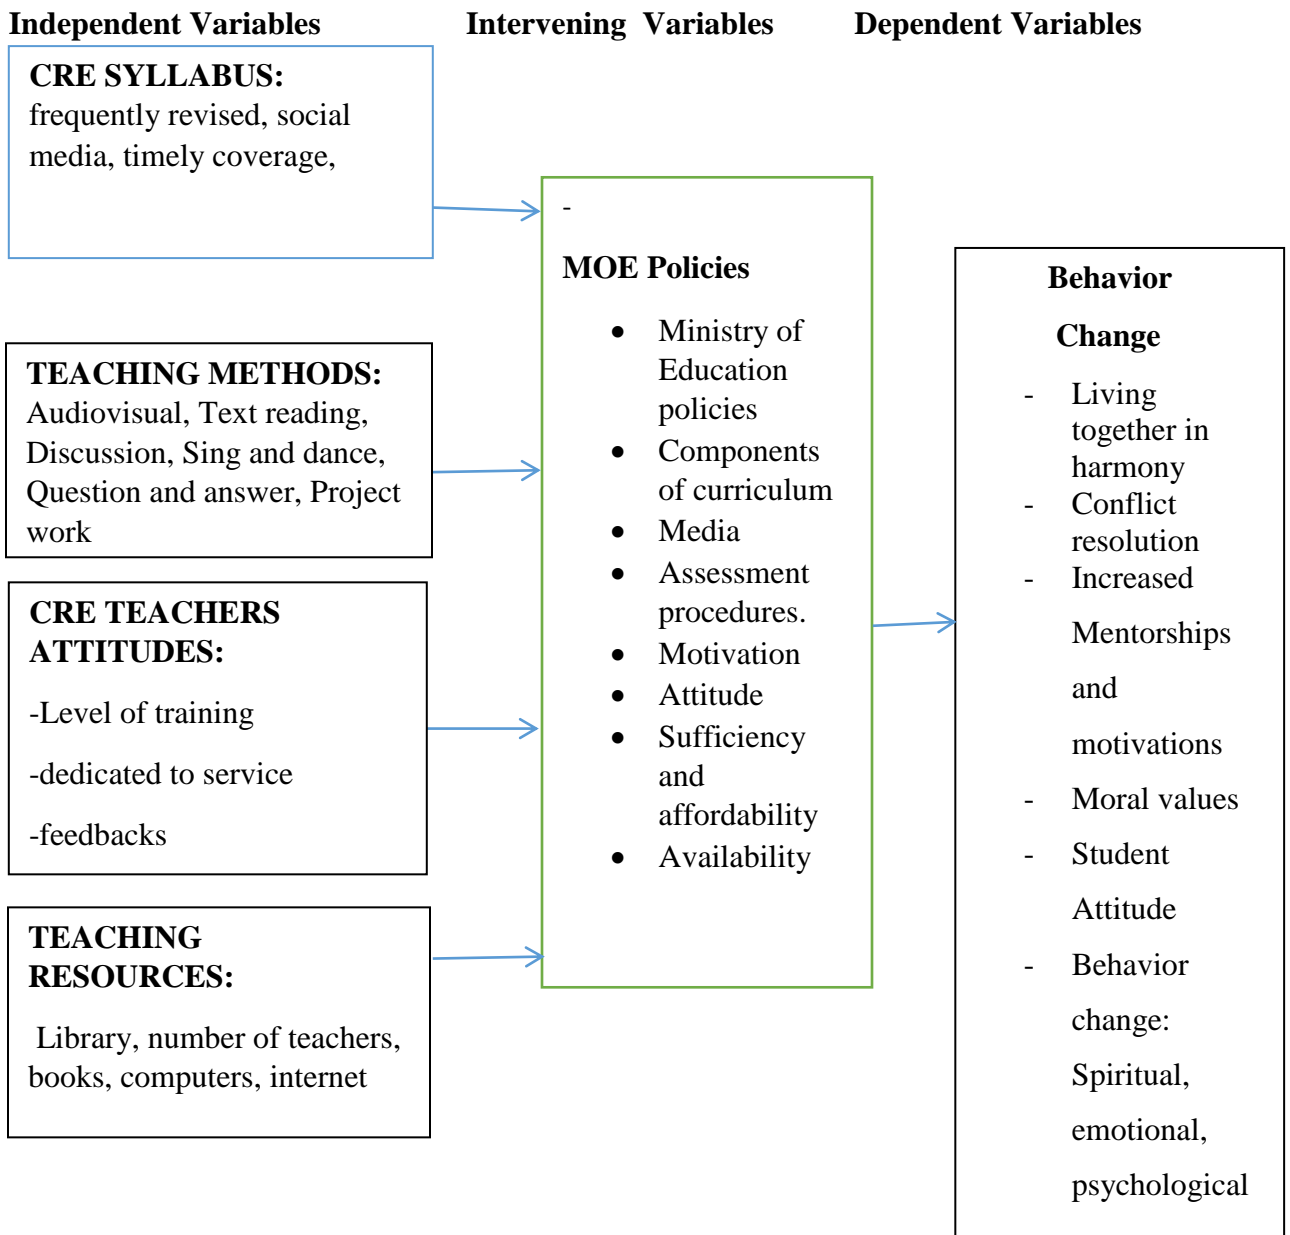 Independent Variables
Intervening Variables
Dependent Variables
CRE SYLLABUS:
frequently revised, social
media, timely coverage,
TEACHING METHODS:
Audiovisual, Text reading,
Discussion, Sing and dance,
Question and answer, Project
work
CRE TEACHERS
ATTITUDES:
-Level of training
-dedicated to service
-feedbacks
TEACHING
RESOURCES:
Library, number of teachers,
books, computers, internet
-
MOE Policies
• Ministry of
Education
policies
• Components
of curriculum
• Media
• Assessment
procedures.
• Motivation
• Attitude
• Sufficiency
and
affordability
• Availability
Behavior
Change
- Living
together in
harmony
- Conflict
resolution
- Increased
Mentorships
and
motivations
- Moral values
- Student
Attitude
- Behavior
change:
Spiritual,
emotional,
psychological